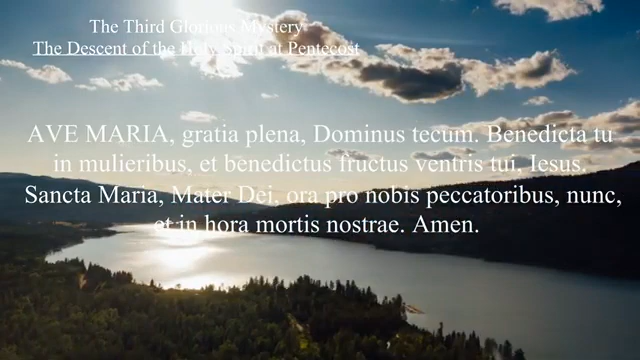 The Third Glorious Mystery
The Descent of the Holy Spirit at Pentecost
AVE MARIA, gratia plena, Dominus tecum. Benedicta tu
in mulieribus, et benedictus fructus ventris tui, Iesus.
Sancta Maria, Mater Dei, ora pro nobis peccatoribus, nunc,
et in hora mortis nostrae. Amen.